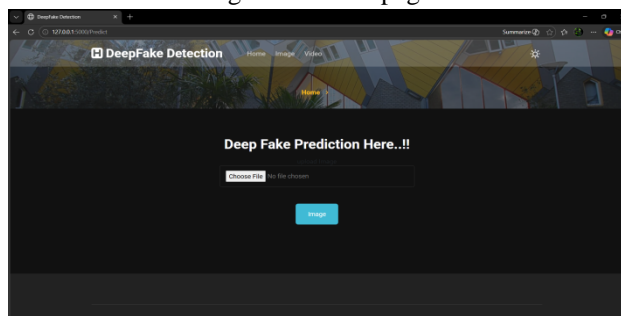 DeepFake Detection
127.0.0.1:5000/Predict
Summarize
DeepFake Detection Home Image Video
Home
Deep Fake Prediction Here..!!
Choose File No file chosen
Image